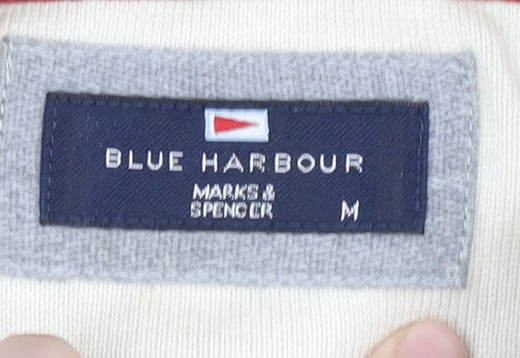 BLUE HARBOUR
MARKS &
SPENCER
M